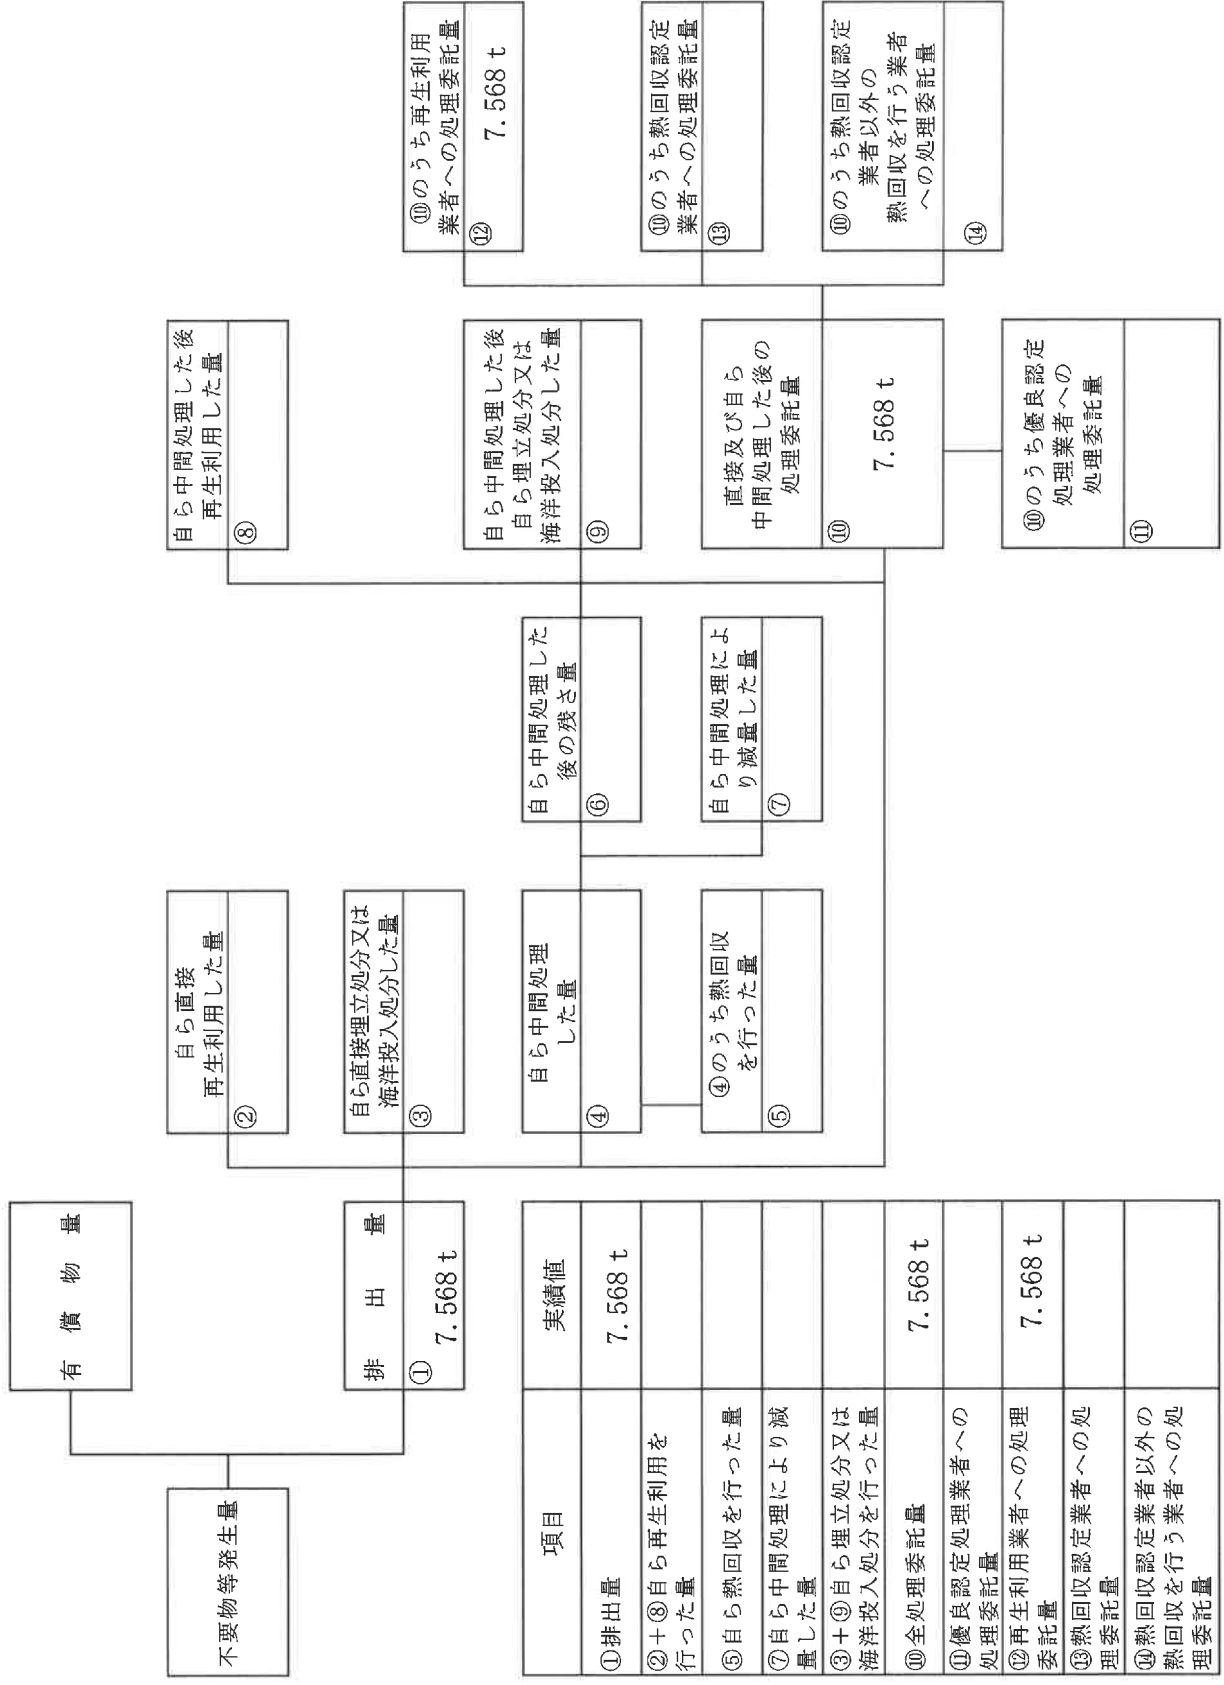 不要物等発生量
有償物量
排出量
①
7.568 t
自ら直接
再生利用した量
②
自ら直接埋立処分又は
海洋投入処分した量
③
自ら中間処理
した量
④
④のうち熱回収
を行った量
⑤
自ら中間処理した
後の残さ量
⑥
自ら中間処理によ
り減量した量
⑦
自ら中間処理した後
再生利用した量
⑧
自ら中間処理した後
自ら埋立処分又は
海洋投入処分した量
⑨
直接及び自ら
中間処理した後の
処理委託量
⑩
7.568 t
⑩のうち優良認定
処理業者への
処理委託量
⑪
⑩のうち再生利用
業者への処理委託量
⑫
7.568 t
⑩のうち熱回収認定
業者への処理委託量
⑬
⑩のうち熱回収認定
業者以外の
熱回収を行う業者
への処理委託量
⑭
項目
実績値
①排出量
7.568 t
②＋⑧自ら再生利用を
行った量
⑤自ら熱回収を行った量
⑦自ら中間処理により減
量した量
③＋⑨自ら埋立処分又は
海洋投入処分を行った量
⑩全処理委託量
7.568 t
⑪優良認定処理業者への
処理委託量
⑫再生利用業者への処理
委託量
7.568 t
⑬熱回収認定業者への処
理委託量
⑭熱回収認定業者以外の
熱回収を行う業者への処
理委託量